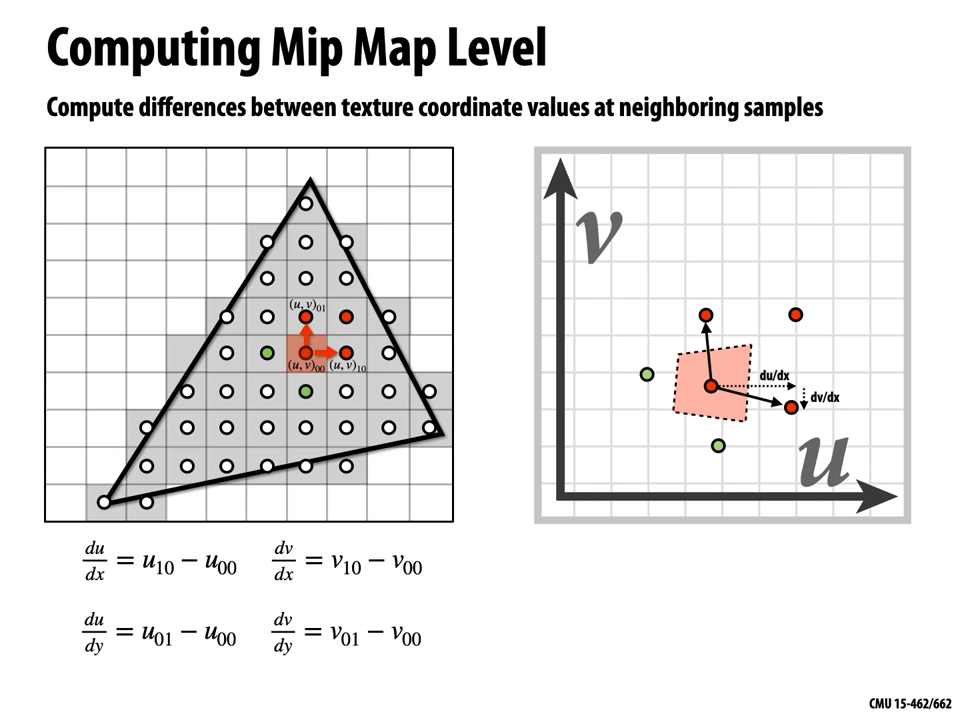 Computing Mip Map Level
Compute differences between texture coordinate values at neighboring samples
(u, v)₀₁
(u, v)₀₀ (u, v)₁₀
v
du/dx
dv/dx
u
du/dx = u₁₀ − u₀₀ dv/dx = v₁₀ − v₀₀
du/dy = u₀₁ − u₀₀ dv/dy = v₀₁ − v₀₀
CMU 15-462/662